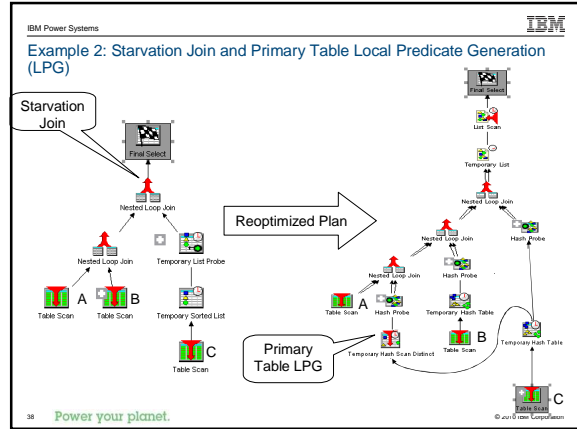 IBM Power Systems
IBM
Example 2: Starvation Join and Primary Table Local Predicate Generation
(LPG)
Starvation
Join
Final Select
Nested Loop Join
Nested Loop Join
Temporary List Probe
A
B
Table Scan
Table Scan
Temporary Sorted List
C
Table Scan
Reoptimized Plan
Final Select
List Scan
Temporary List
Nested Loop Join
Nested Loop Join
Hash Probe
Nested Loop Join
Hash Probe
A
Table Scan
Hash Probe
Temporary Hash Table
B
Primary
Table LPG
Temporary Hash Scan Distinct
Table Scan
Temporary Hash Table
C
Table Scan
38
Power your planet.
© 2010 IBM Corporation